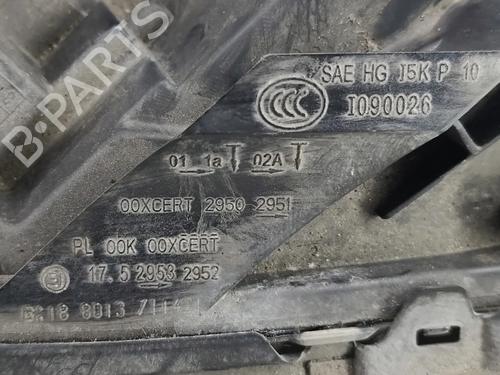 B-PARTS
SAE HG I5K P 10
CCC
I090026
01 1a 02A
00XCERT 2950 2951
PL 00K 00XCERT
17.5 2953 2952